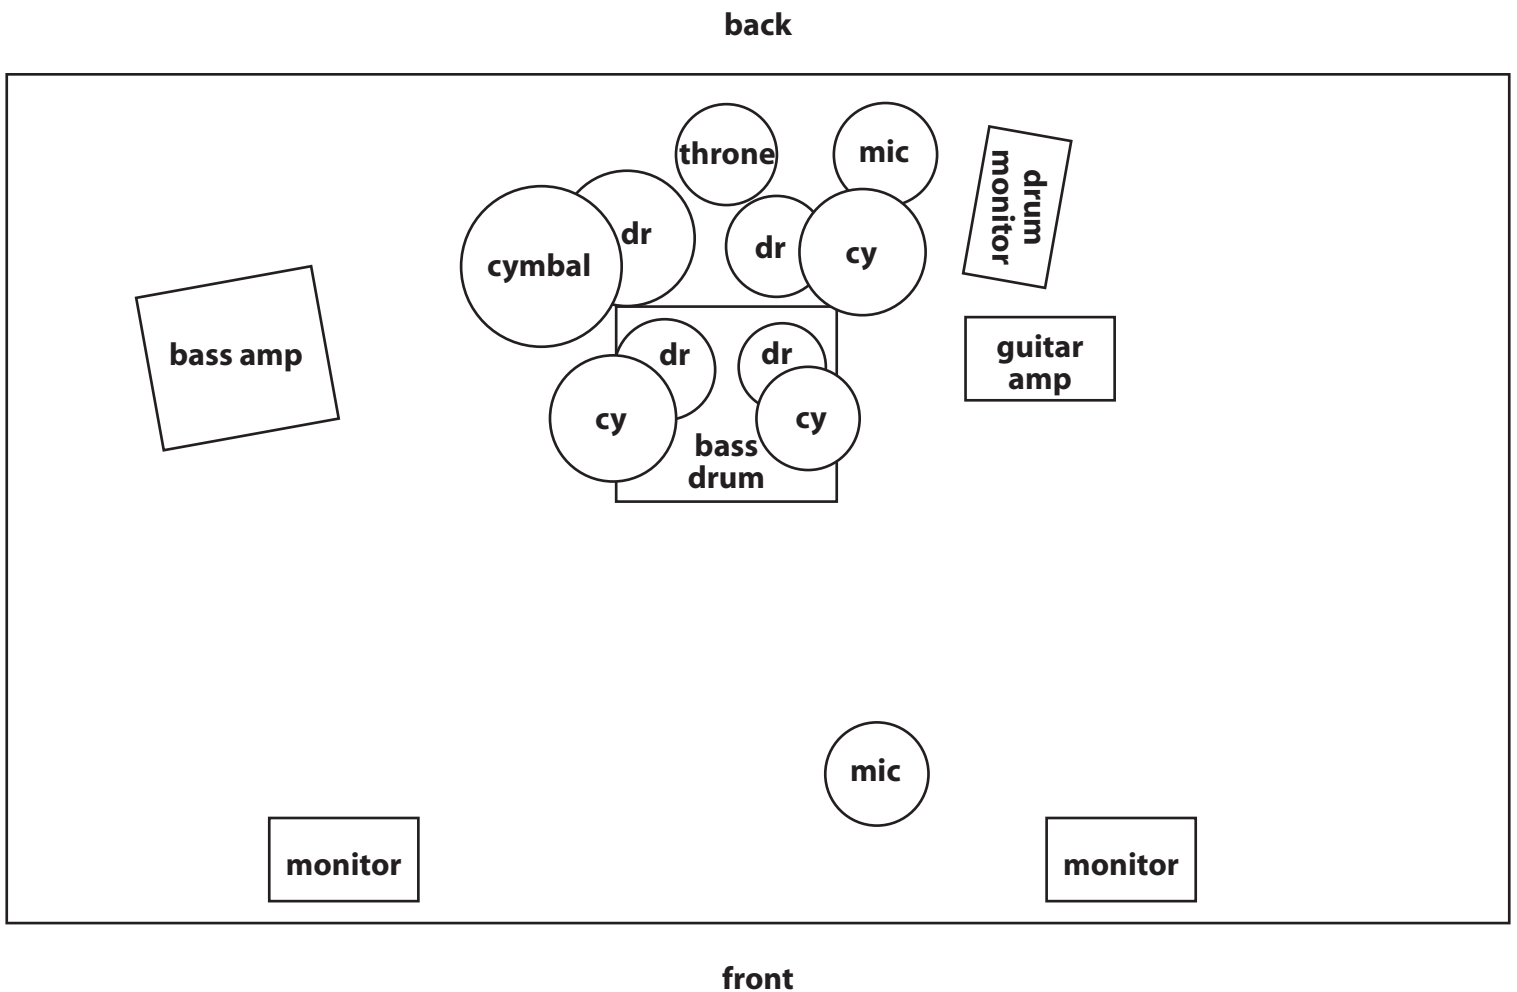 back
throne
mic
drum
monitor
dr
dr
cy
cymbal
bass amp
dr
dr
guitar
amp
cy
cy
bass
drum
mic
monitor
monitor
front